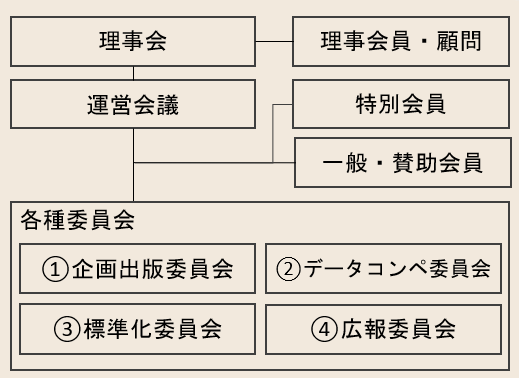 理事会
理事会員・顧問
運営会議
特別会員
一般・賛助会員
各種委員会
①企画出版委員会
②データコンペ委員会
③標準化委員会
④広報委員会